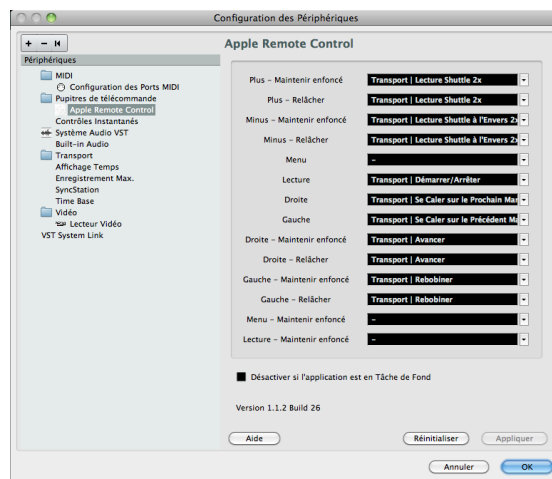 Configuration des Périphériques
Périphériques
MIDI
Configuration des Ports MIDI
Pupitres de télécommande
Apple Remote Control
Contrôles Instantanés
Système Audio VST
Built-in Audio
Transport
Affichage Temps
Enregistrement Max.
SyncStation
Time Base
Vidéo
Lecteur Vidéo
VST System Link
Apple Remote Control
Plus – Maintenir enfoncé Transport | Lecture Shuttle 2x
Plus – Relâcher Transport | Lecture Shuttle 2x
Minus – Maintenir enfoncé Transport | Lecture Shuttle à l'Envers 2x
Minus – Relâcher Transport | Lecture Shuttle à l'Envers 2x
Menu –
Lecture Transport | Démarrer/Arrêter
Droite Transport | Se Caler sur le Prochain Mar
Gauche Transport | Se Caler sur le Précédent Ma
Droite – Maintenir enfoncé Transport | Avancer
Droite – Relâcher Transport | Avancer
Gauche – Maintenir enfoncé Transport | Rebobiner
Gauche – Relâcher Transport | Rebobiner
Menu – Maintenir enfoncé –
Lecture – Maintenir enfoncé –
Désactiver si l'application est en Tâche de Fond
Version 1.1.2 Build 26
Aide Réinitialiser Appliquer
Annuler OK